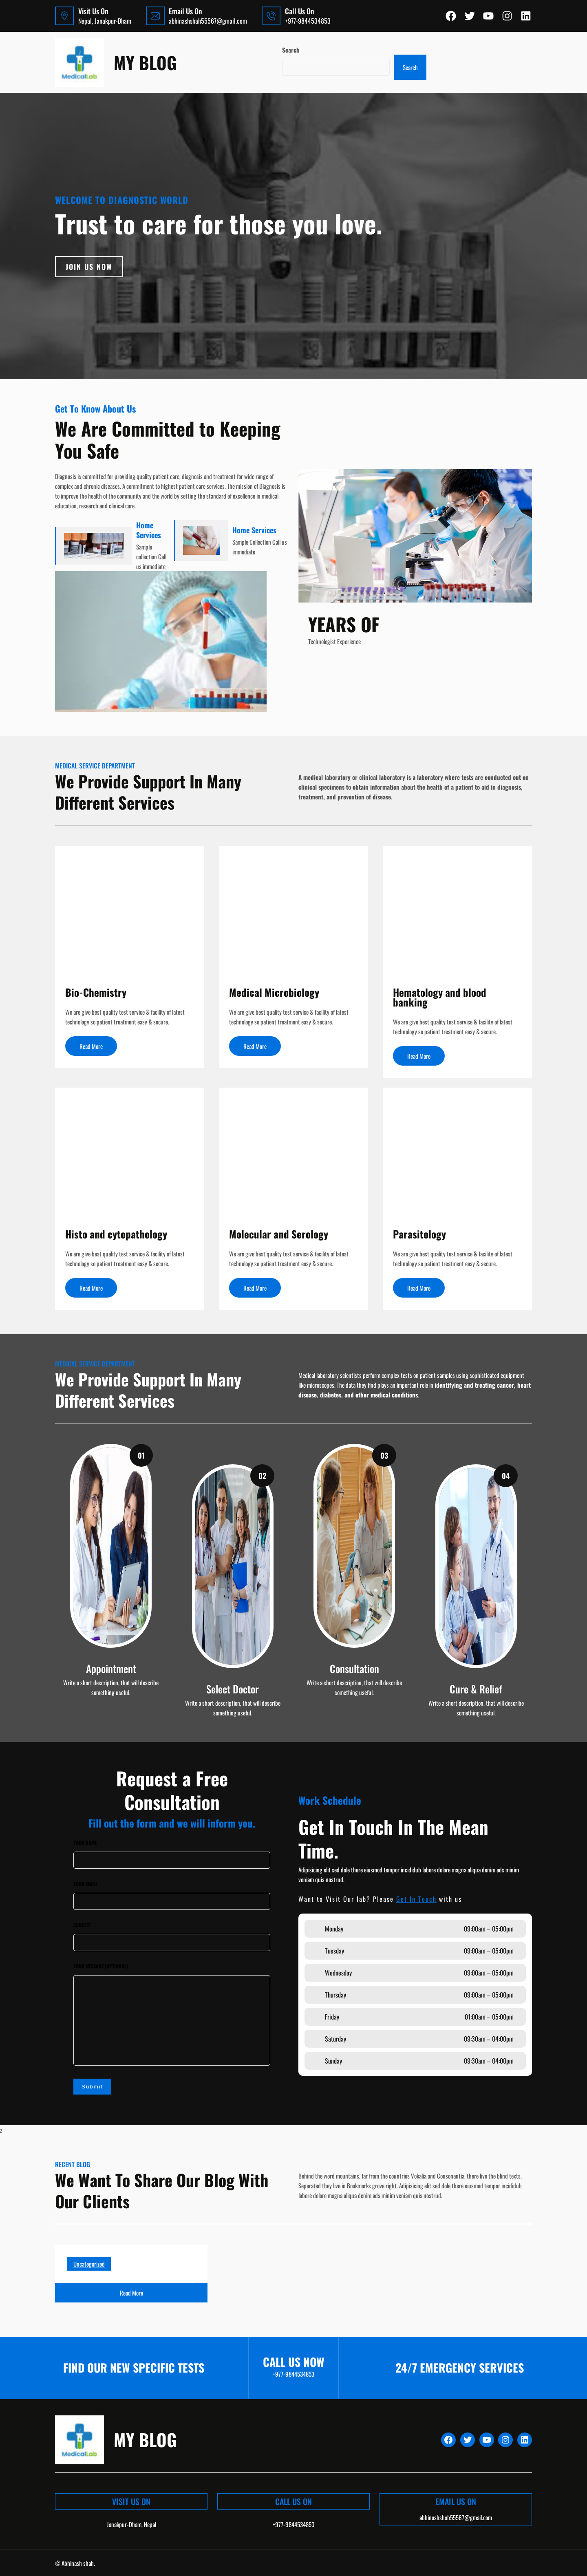 Visit Us On
Nepal, Janakpur-Dham
Email Us On
abhinashshah55567@gmail.com
Call Us On
+977-9844534853
MedicalLab
MY BLOG
Search
Search
WELCOME TO DIAGNOSTIC WORLD
Trust to care for those you love.
JOIN US NOW
Get To Know About Us
We Are Committed to Keeping
You Safe
Diagnosis is committed for providing quality patient care, diagnosis and treatment for wide range of
complex and chronic diseases. A commitment to highest patient care services. The mission of Diagnosis is
to improve the health of the community and the world by setting the standard of excellence in medical
education, research and clinical care.
Home
Services
Sample
collection Call
us immediate
Home Services
Sample Collection Call us
immediate
YEARS OF
Technologist Experience
MEDICAL SERVICE DEPARTMENT
We Provide Support In Many
Different Services
A medical laboratory or clinical laboratory is a laboratory where tests are conducted out on
clinical specimens to obtain information about the health of a patient to aid in diagnosis,
treatment, and prevention of disease.
Bio-Chemistry
We are give best quality test service & facility of latest
technology so patient treatment easy & secure.
Read More
Medical Microbiology
We are give best quality test service & facility of latest
technology so patient treatment easy & secure.
Read More
Hematology and blood
banking
We are give best quality test service & facility of latest
technology so patient treatment easy & secure.
Read More
Histo and cytopathology
We are give best quality test service & facility of latest
technology so patient treatment easy & secure.
Read More
Molecular and Serology
We are give best quality test service & facility of latest
technology so patient treatment easy & secure.
Read More
Parasitology
We are give best quality test service & facility of latest
technology so patient treatment easy & secure.
Read More
MEDICAL SERVICE DEPARTMENT
We Provide Support In Many
Different Services
Medical laboratory scientists perform complex tests on patient samples using sophisticated equipment
like microscopes. The data they find plays an important role in identifying and treating cancer, heart
disease, diabetes, and other medical conditions.
01
Appointment
Write a short description, that will describe
something useful.
02
Select Doctor
Write a short description, that will describe
something useful.
03
Consultation
Write a short description, that will describe
something useful.
04
Cure & Relief
Write a short description, that will describe
something useful.
Request a Free
Consultation
Fill out the form and we will inform you.
Submit
Work Schedule
Get In Touch In The Mean
Time.
Adipisicing elit sed dole there eiusmod tempor incididub labore dolore magna aliqua denim ads minim
veniam quis nostrud.
Want to Visit Our lab? Please Get In Touch with us
Monday 09:00am – 05:00pm
Tuesday 09:00am – 05:00pm
Wednesday 09:00am – 05:00pm
Thursday 09:00am – 05:00pm
Friday 01:00am – 05:00pm
Saturday 09:30am – 04:00pm
Sunday 09:30am – 04:00pm
z
RECENT BLOG
We Want To Share Our Blog With
Our Clients
Behind the word mountains, far from the countries Vokalia and Consonantia, there live the blind texts.
Separated they live in Bookmarks grove right. Adipisicing elit sed dole there eiusmod tempor incididub
labore dolore magna aliqua denim ads minim veniam quis nostrud.
Uncategorized
Read More
FIND OUR NEW SPECIFIC TESTS
CALL US NOW
+977-9844534853
24/7 EMERGENCY SERVICES
MedicalLab
MY BLOG
VISIT US ON
Janakpur-Dham, Nepal
CALL US ON
+977-9844534853
EMAIL US ON
abhinashshah55567@gmail.com
© Abhinash shah.